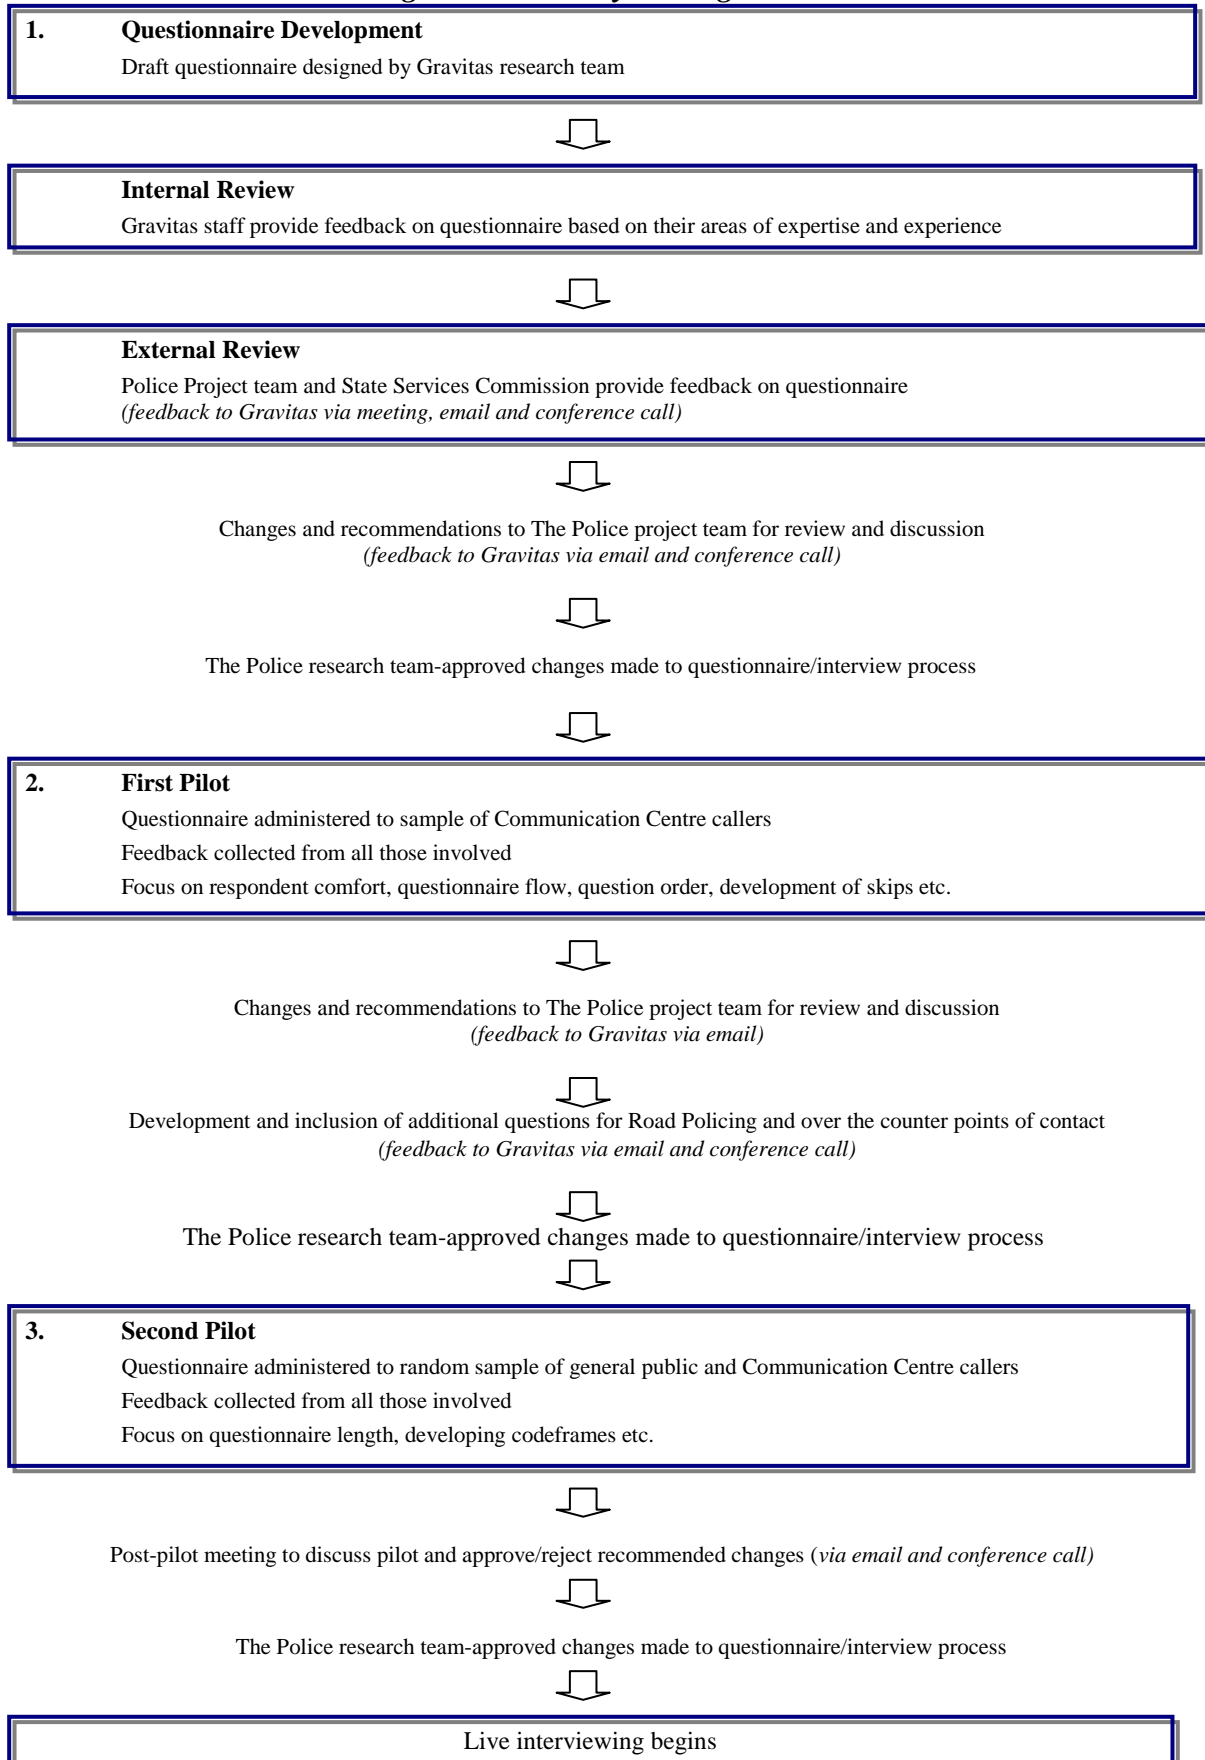 1. Questionnaire Development
Draft questionnaire designed by Gravitas research team
Internal Review
Gravitas staff provide feedback on questionnaire based on their areas of expertise and experience
External Review
Police Project team and State Services Commission provide feedback on questionnaire
(feedback to Gravitas via meeting, email and conference call)
Changes and recommendations to The Police project team for review and discussion
(feedback to Gravitas via email and conference call)
The Police research team-approved changes made to questionnaire/interview process
2. First Pilot
Questionnaire administered to sample of Communication Centre callers
Feedback collected from all those involved
Focus on respondent comfort, questionnaire flow, question order, development of skips etc.
Changes and recommendations to The Police project team for review and discussion
(feedback to Gravitas via email)
Development and inclusion of additional questions for Road Policing and over the counter points of contact
(feedback to Gravitas via email and conference call)
The Police research team-approved changes made to questionnaire/interview process
3. Second Pilot
Questionnaire administered to random sample of general public and Communication Centre callers
Feedback collected from all those involved
Focus on questionnaire length, developing codeframes etc.
Post-pilot meeting to discuss pilot and approve/reject recommended changes (via email and conference call)
The Police research team-approved changes made to questionnaire/interview process
Live interviewing begins